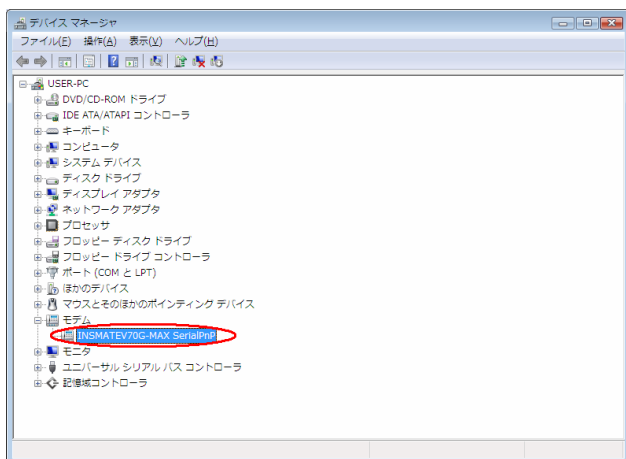 デバイス マネージャ
ファイル(F) 操作(A) 表示(V) ヘルプ(H)
USER-PC
DVD/CD-ROM ドライブ
IDE ATA/ATAPI コントローラ
キーボード
コンピュータ
システム デバイス
ディスク ドライブ
ディスプレイ アダプタ
ネットワーク アダプタ
プロセッサ
フロッピー ディスク ドライブ
フロッピー ドライブ コントローラ
ポート (COM と LPT)
ほかのデバイス
マウスとそのほかのポインティング デバイス
モデム
INSMATEV70G-MAX SerialPnP
モニタ
ユニバーサル シリアル バス コントローラ
記憶域コントローラ